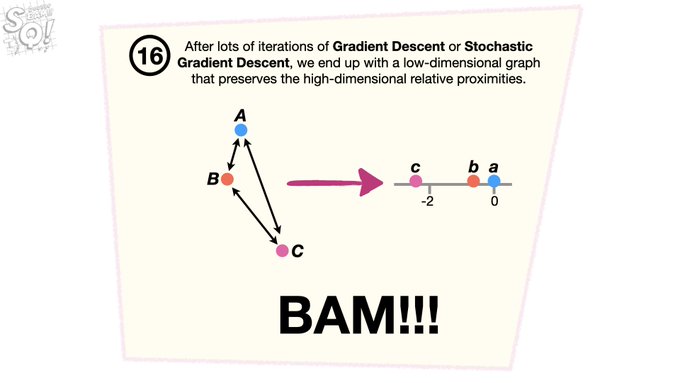 16
After lots of iterations of Gradient Descent or Stochastic
Gradient Descent, we end up with a low-dimensional graph
that preserves the high-dimensional relative proximities.
A
B
C
c b a
-2 0
BAM!!!